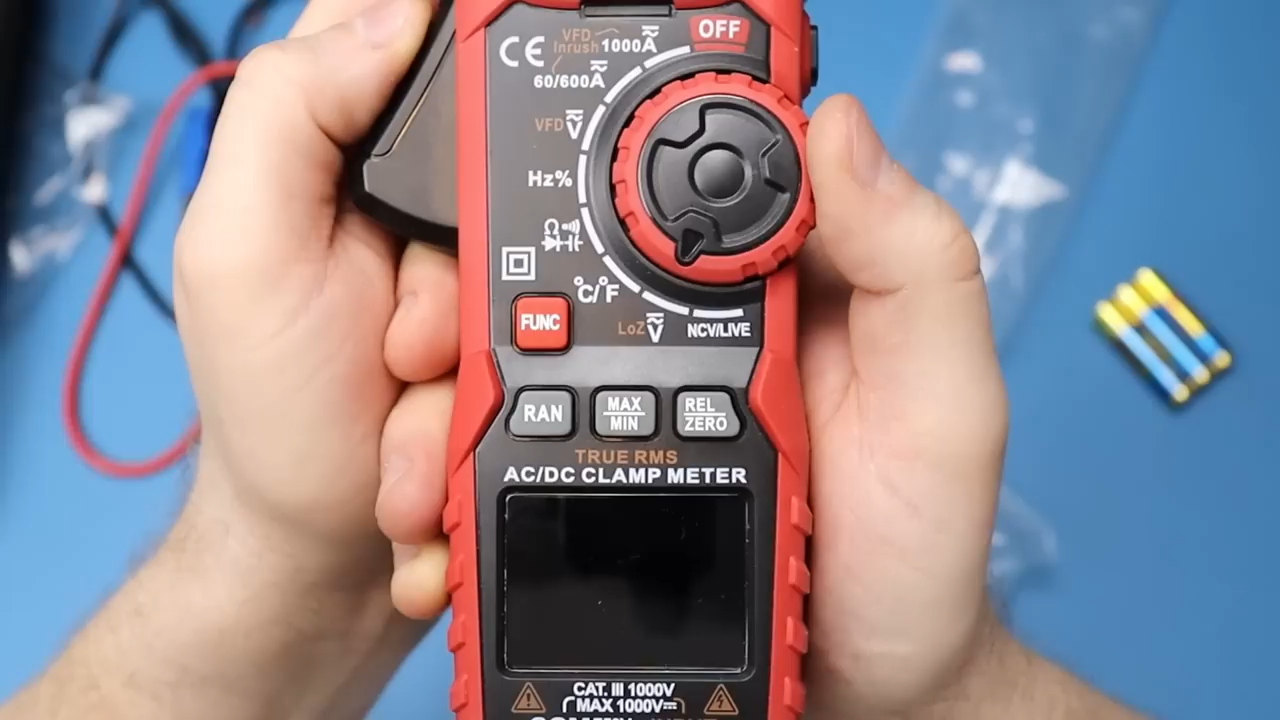 OFF
CE
VFD
Inrush 1000A
60/600A
VFD V
Hz%
Ω
°C/°F
FUNC
LoZ V
NCV/LIVE
RAN
MAX
MIN
REL
ZERO
TRUE RMS
AC/DC CLAMP METER
CAT. III 1000V
MAX 1000V